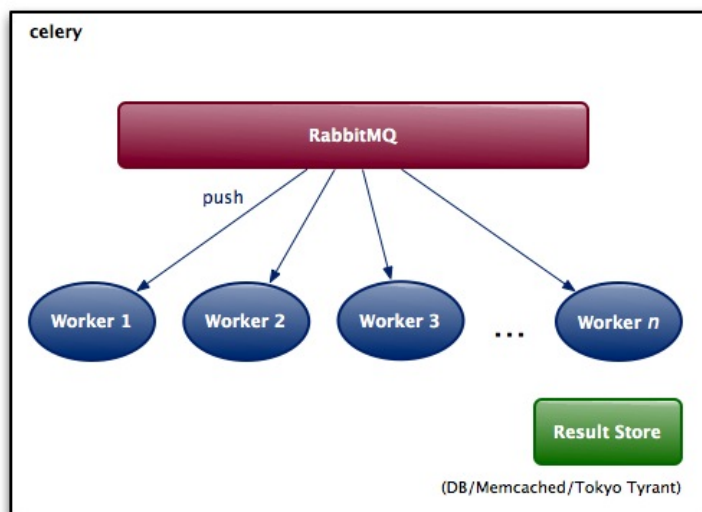 celery
RabbitMQ
push
Worker 1
Worker 2
Worker 3
...
Worker n
Result Store
(DB/Memcached/Tokyo Tyrant)